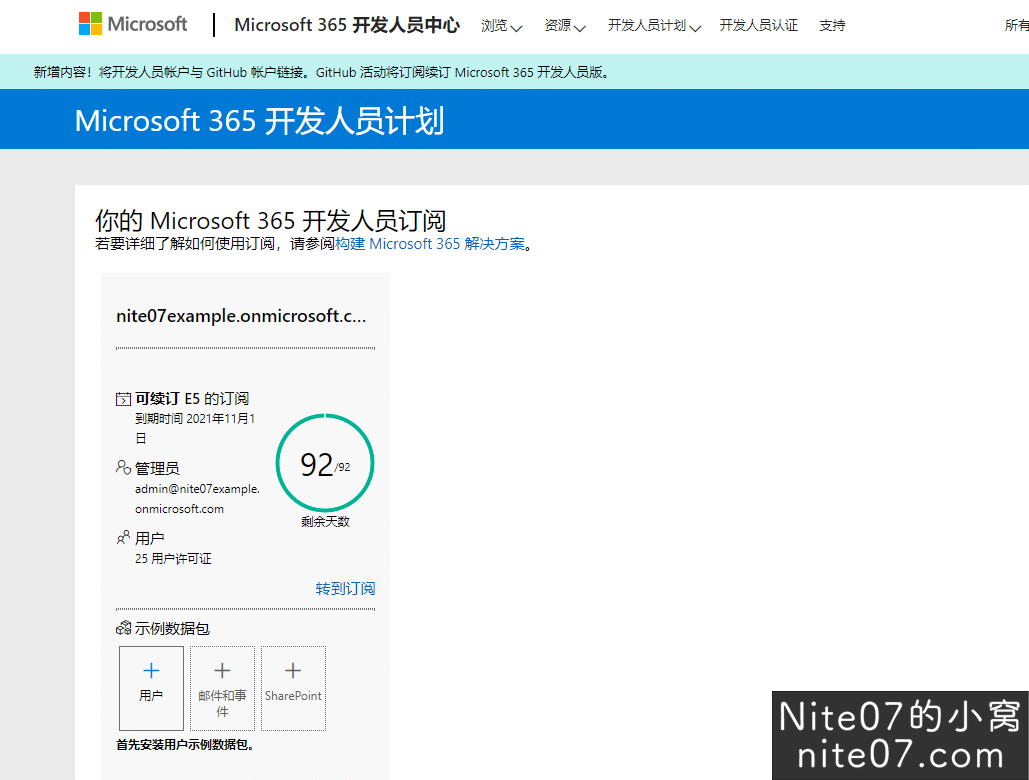 Microsoft Microsoft 365 开发人员中心 浏览 资源 开发人员计划 开发人员认证 支持 所有
新增内容！将开发人员帐户与 GitHub 帐户链接。GitHub 活动将订阅续订 Microsoft 365 开发人员版。
Microsoft 365 开发人员计划
你的 Microsoft 365 开发人员订阅
若要详细了解如何使用订阅，请参阅构建 Microsoft 365 解决方案。
nite07example.onmicrosoft.c...
可续订 E5 的订阅
到期时间 2021年11月1
日
管理员
admin@nite07example.
onmicrosoft.com
用户
25 用户许可证
92/92
剩余天数
转到订阅
示例数据包
用户
邮件和事
件
SharePoint
首先安装用户示例数据包。
Nite07的小窝
nite07.com